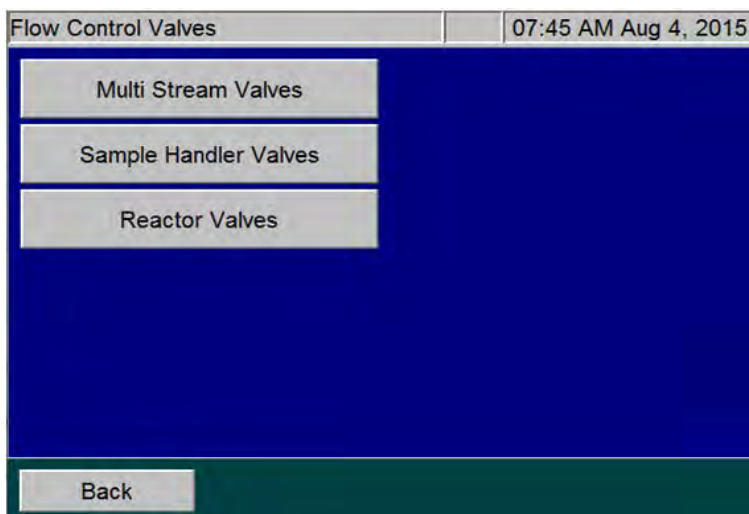 Flow Control Valves 07:45 AM Aug 4, 2015
Multi Stream Valves
Sample Handler Valves
Reactor Valves
Back